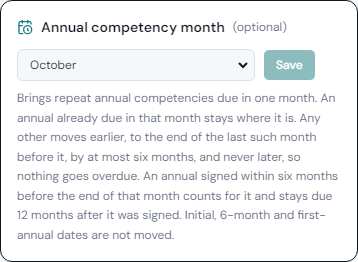 Annual competency month (optional)
October
Save
Brings repeat annual competencies due in one month. An
annual already due in that month stays where it is. Any
other moves earlier, to the end of the last such month
before it, by at most six months, and never later, so
nothing goes overdue. An annual signed within six months
before the end of that month counts for it and stays due
12 months after it was signed. Initial, 6-month and first-
annual dates are not moved.